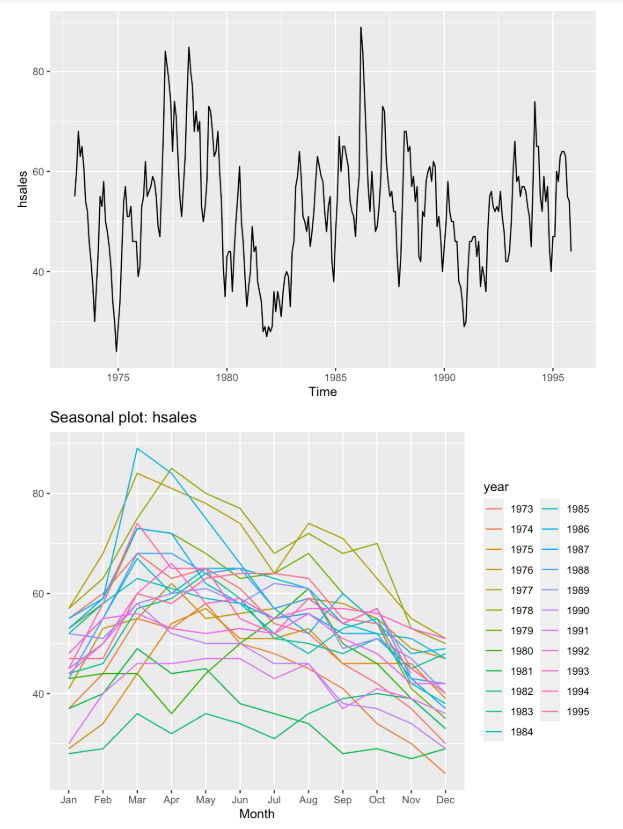 80
60
40
hsales
1975 1980 1985 1990 1995
Time
Seasonal plot: hsales
80
60
40
Jan Feb Mar Apr May Jun Jul Aug Sep Oct Nov Dec
Month
year
1973 1985
1974 1986
1975 1987
1976 1988
1977 1989
1978 1990
1979 1991
1980 1992
1981 1993
1982 1994
1983 1995
1984